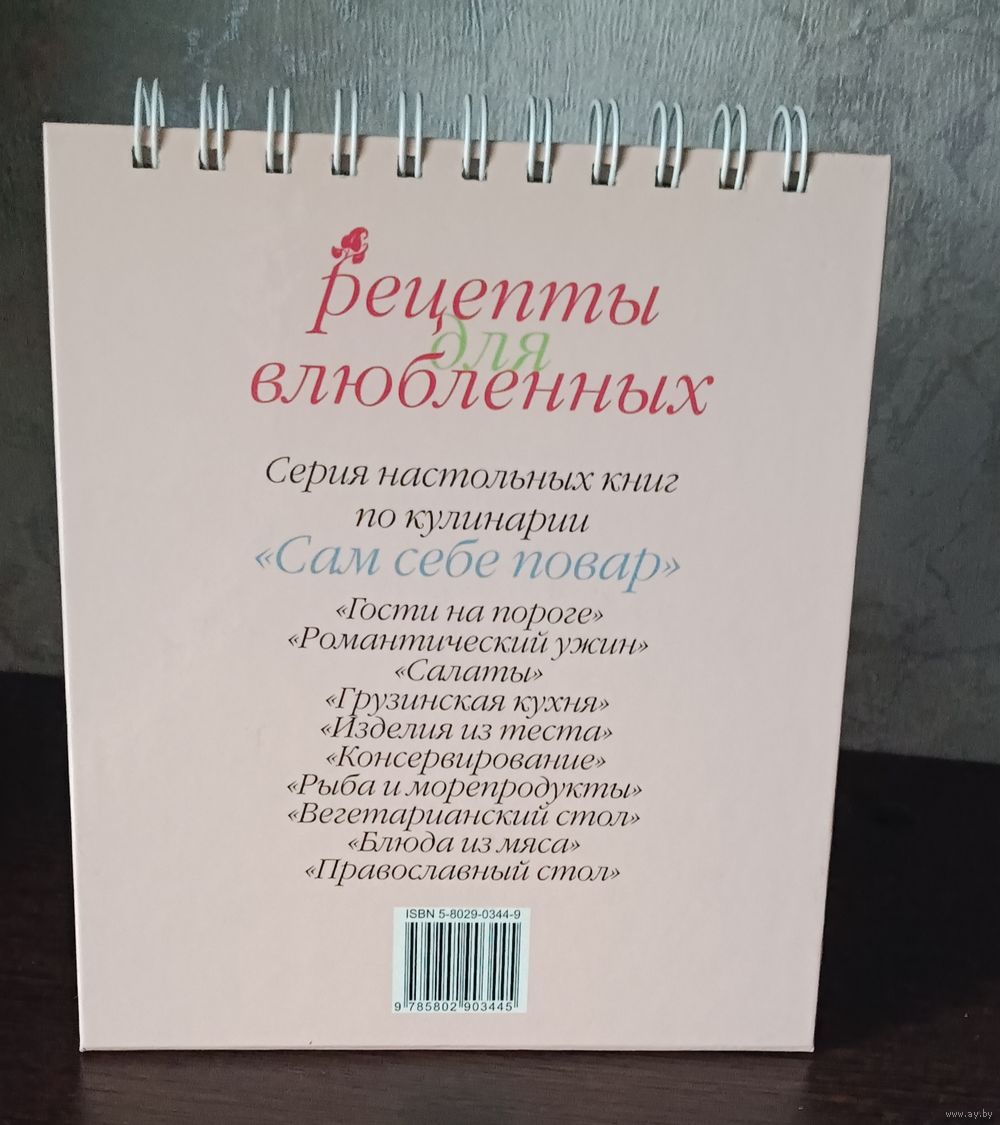 рецепты
для
влюбленных
Серия настольных книг
по кулинарии
«Сам себе повар»
«Гости на пороге»
«Романтический ужин»
«Салаты»
«Грузинская кухня»
«Изделия из теста»
«Консервирование»
«Рыба и морепродукты»
«Вегетарианский стол»
«Блюда из мяса»
«Православный стол»
ISBN 5-8029-0344-9
9 785802 903445
www.ay.by